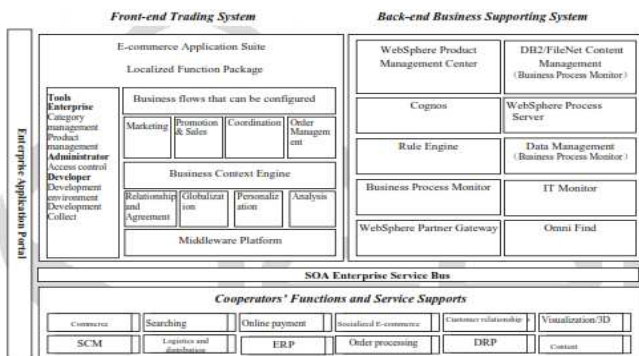 Front-end Trading System
Back-end Business Supporting System
Enterprise Application Portal
E-commerce Application Suite
Localized Function Package
Tools
Enterprise
Category
management
Product
management
Administrator
Access control
Developer
Development
environment
Development
Collect
Business flows that can be configured
Marketing
Promotion
& Sales
Coordination
Order
Managem
ent
Business Context Engine
Relationship
and
Agreement
Globalizat
ion
Personaliz
ation
Analysis
Middleware Platform
WebSphere Product
Management Center
DB2/FileNet Content
Management
(Business Process Monitor)
Cognos
WebSphere Process
Server
Rule Engine
Data Management
(Business Process Monitor)
Business Process Monitor
IT Monitor
WebSphere Partner Gateway
Omni Find
SOA Enterprise Service Bus
Cooperators' Functions and Service Supports
Commerce
Searching
Online payment
Socialized E-commerce
Customer relationship
Visualization/3D
SCM
Logistics and
distribution
ERP
Order processing
DRP
Content